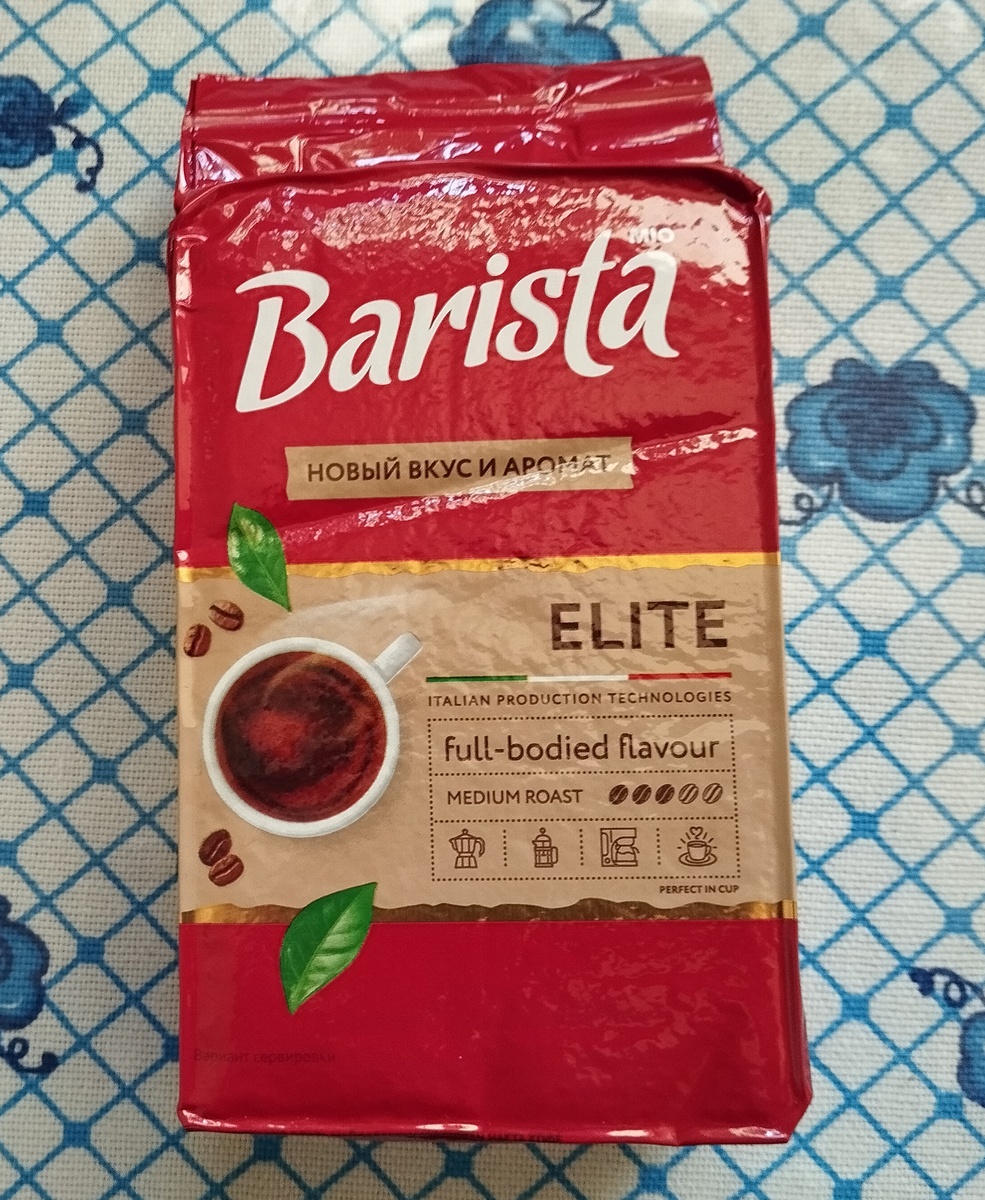 MIO
Barista
НОВЫЙ ВКУС И АРОМАТ
ELITE
ITALIAN PRODUCTION TECHNOLOGIES
full-bodied flavour
MEDIUM ROAST
PERFECT IN CUP
Вариант сервировки